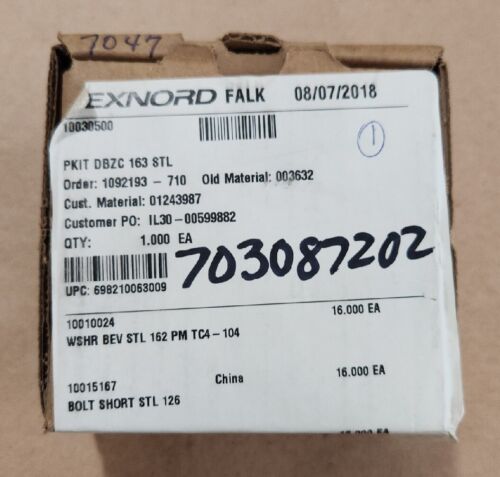 7047
EXNORD FALK 08/07/2018
10030500
1
PKIT DBZC 163 STL
Order: 1092193 - 710 Old Material: 003632
Cust. Material: 01243987
Customer PO: IL30-00599882
QTY: 1.000 EA
703087202
UPC: 698210063009
10010024 16.000 EA
WSHR BEV STL 162 PM TC4-104
10015167 China 16.000 EA
BOLT SHORT STL 126